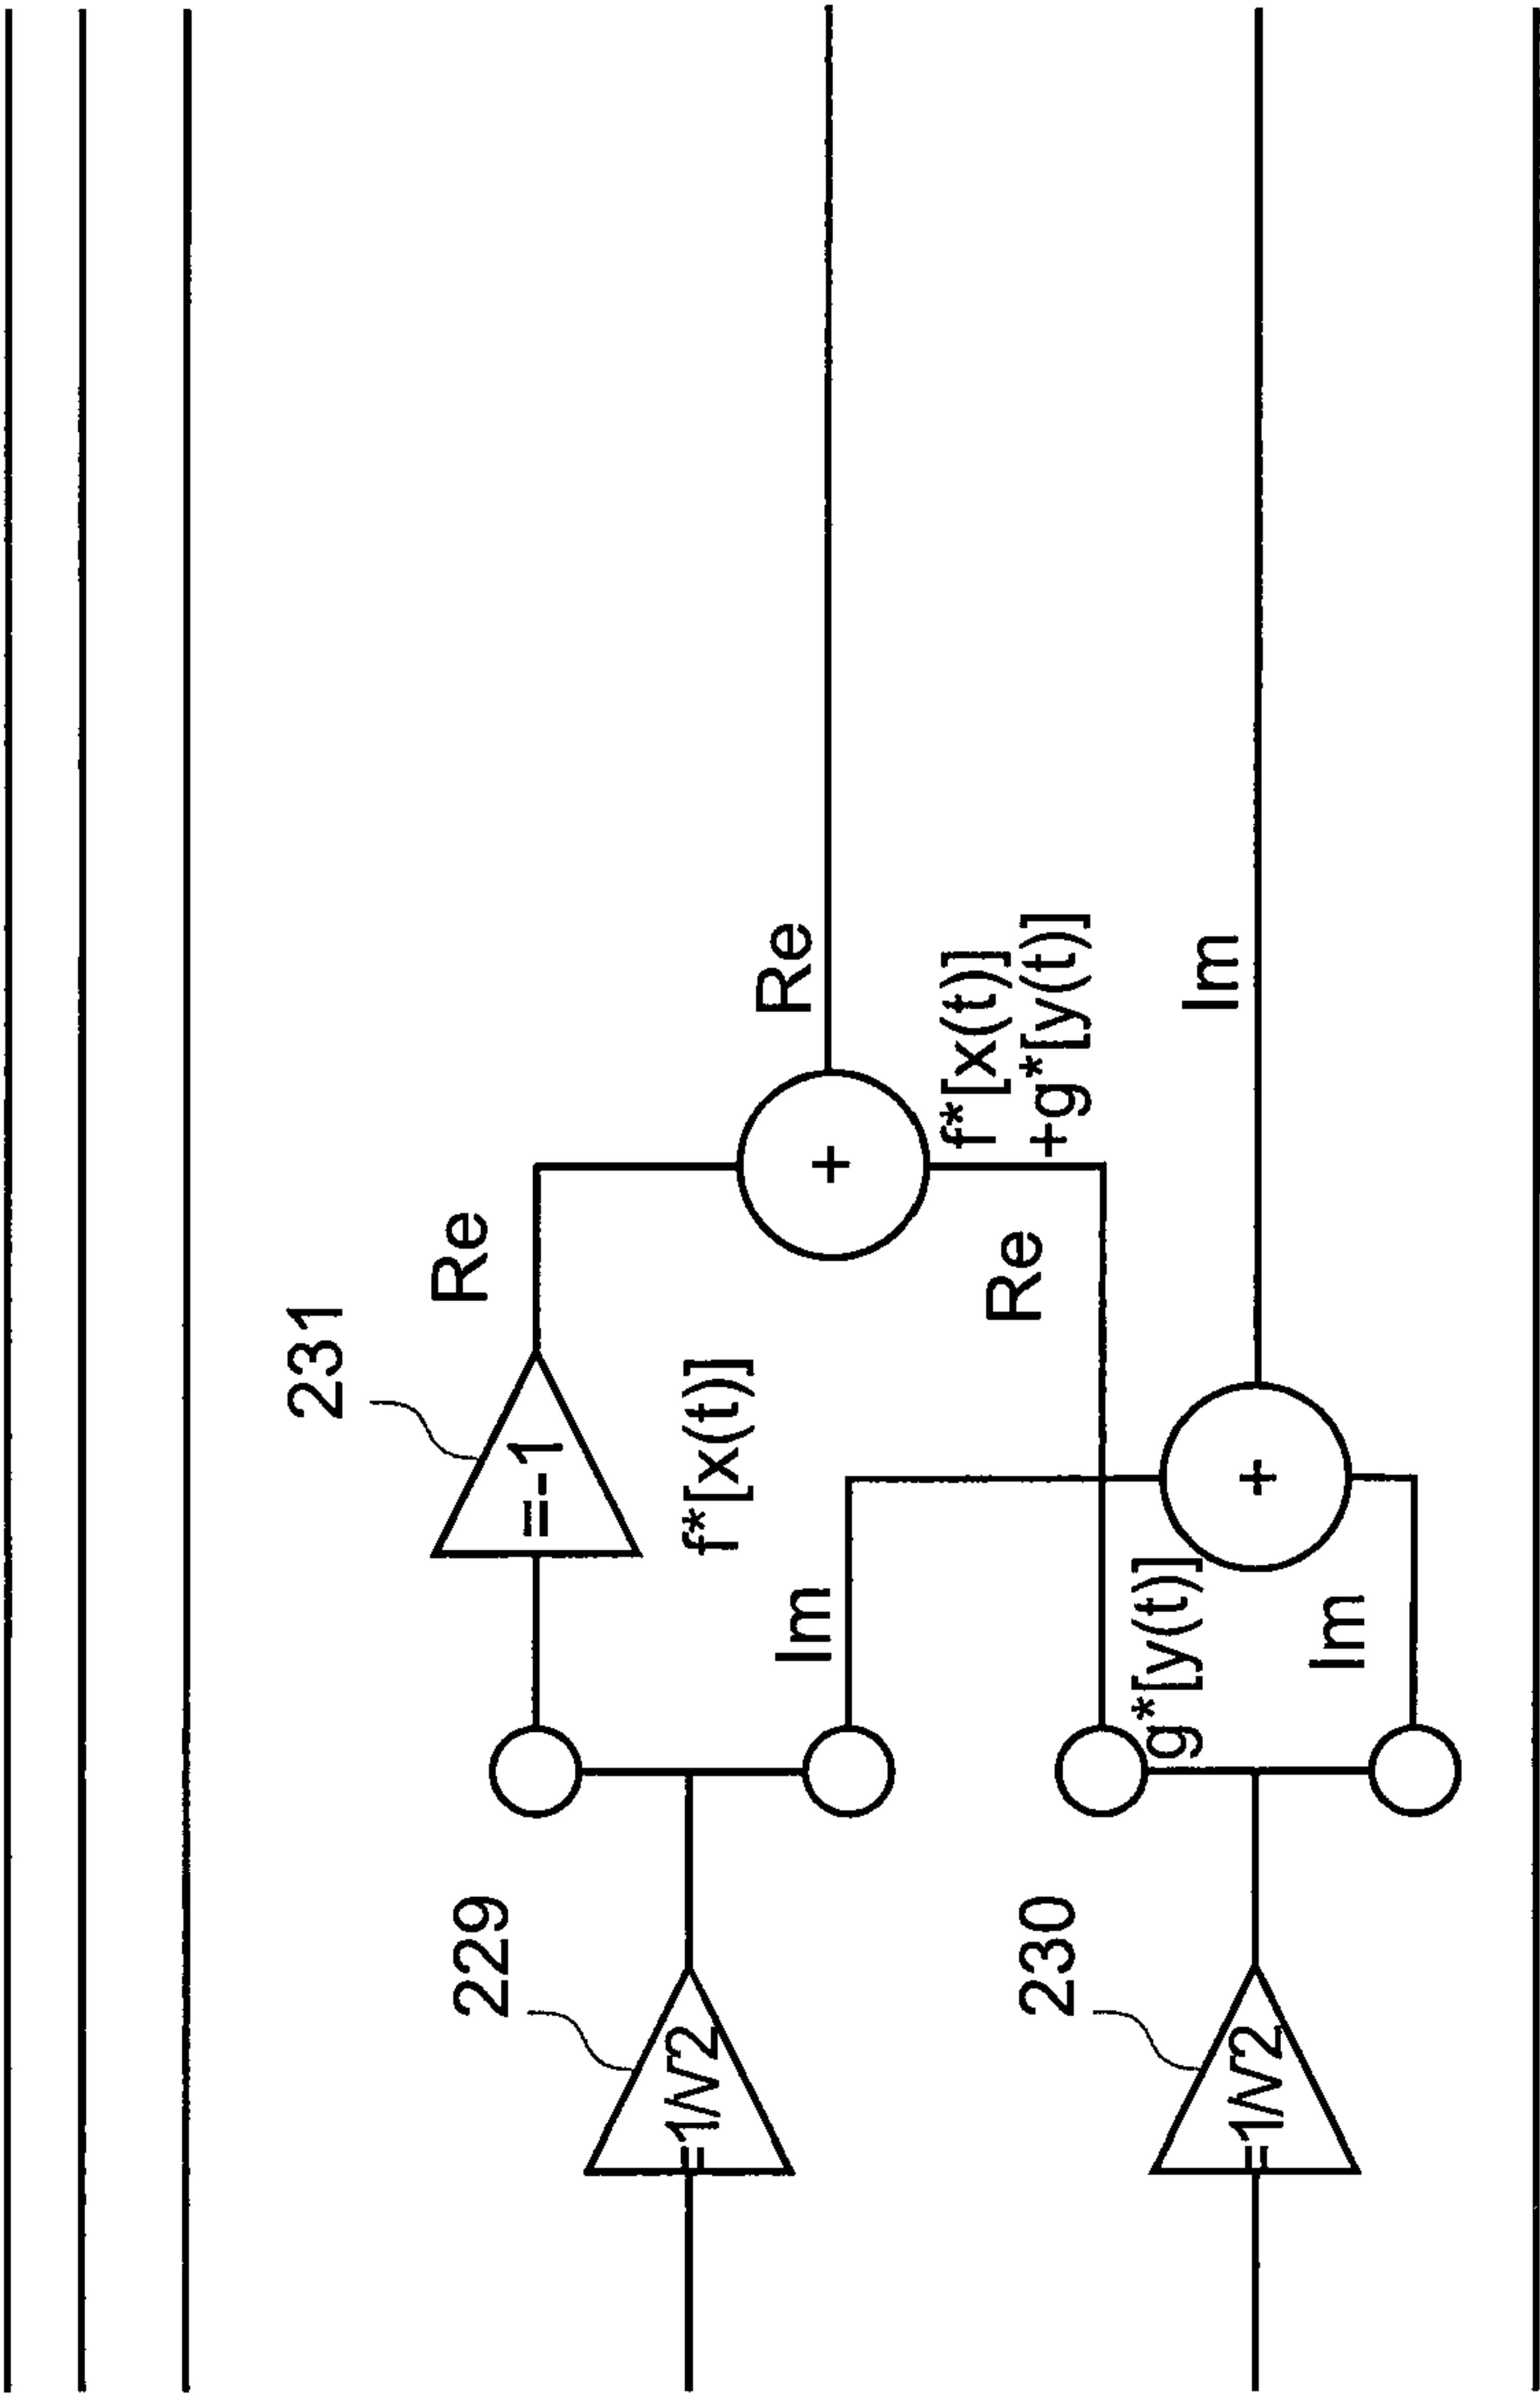 231
Re
229
=-1
=1/√2
f*[x(t)]
Re
Im
+
f*[x(t)]
+g*[y(t)]
Re
230
g*[y(t)]
Im
=1/√2
+
Im